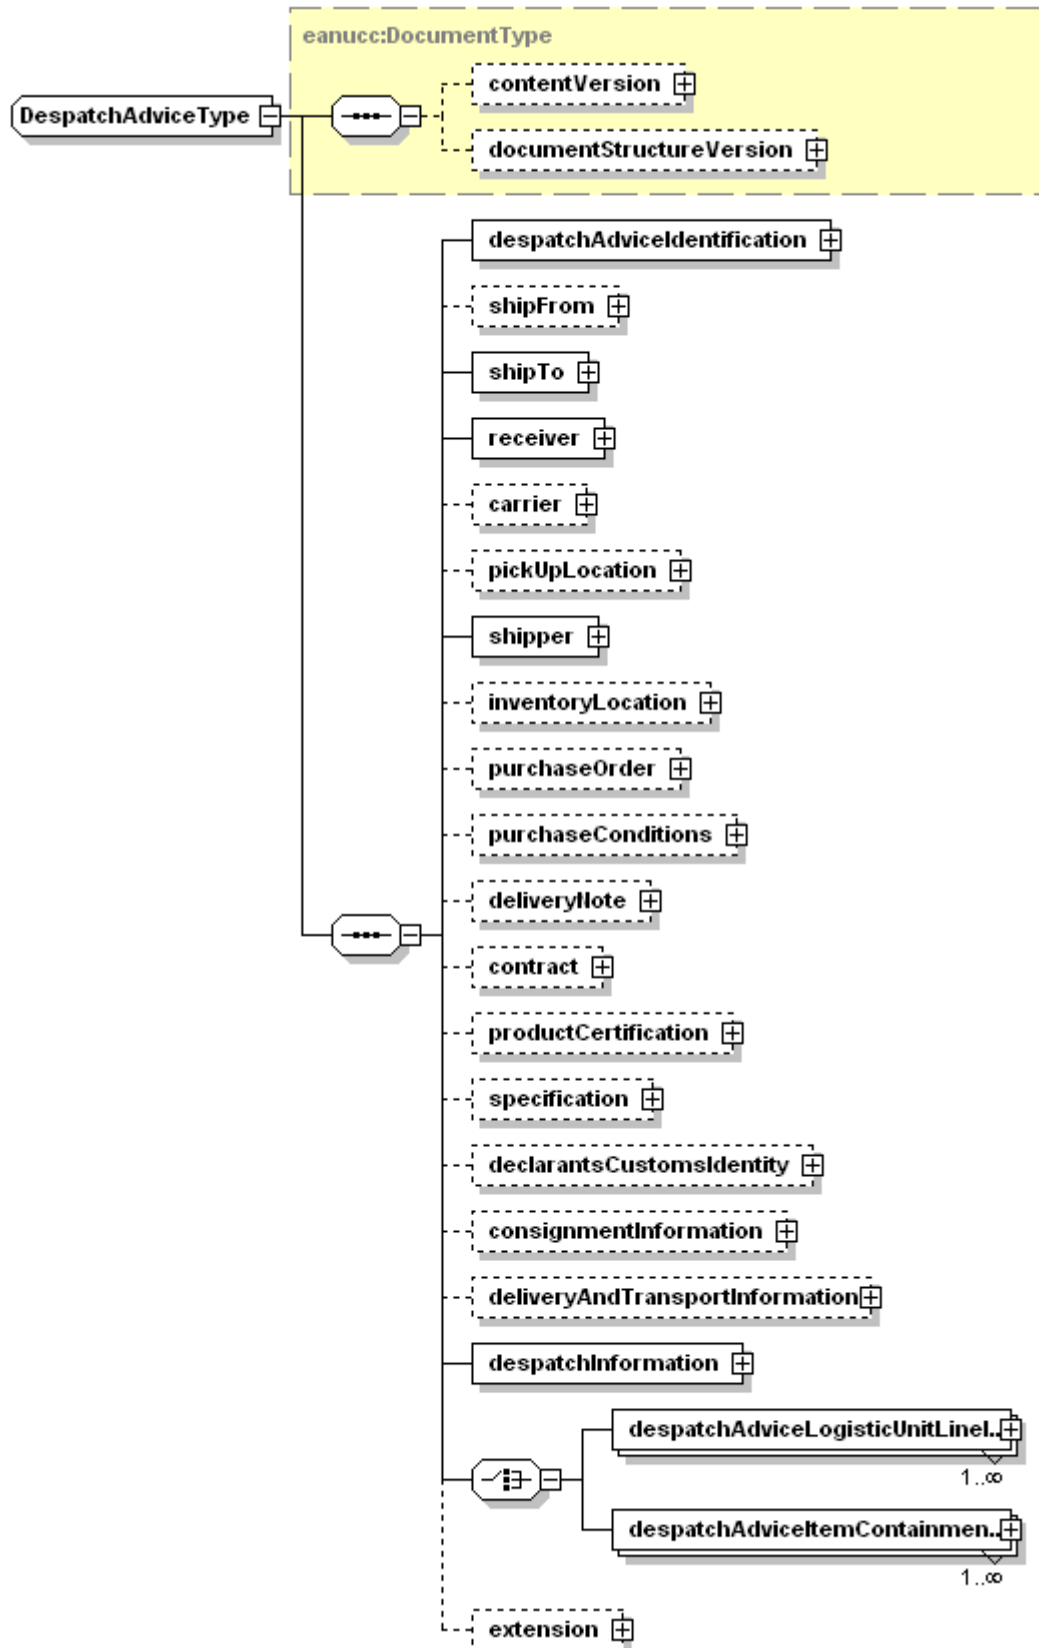 eanucc:DocumentType
contentVersion
DespatchAdviceType
documentStructureVersion
despatchAdviceIdentification
shipFrom
shipTo
receiver
carrier
pickUpLocation
shipper
inventoryLocation
purchaseOrder
purchaseConditions
deliveryNote
contract
productCertification
specification
declarantsCustomsIdentity
consignmentInformation
deliveryAndTransportInformation
despatchInformation
despatchAdviceLogisticUnitLineI..
1..∞
despatchAdviceItemContainmen..
1..∞
extension